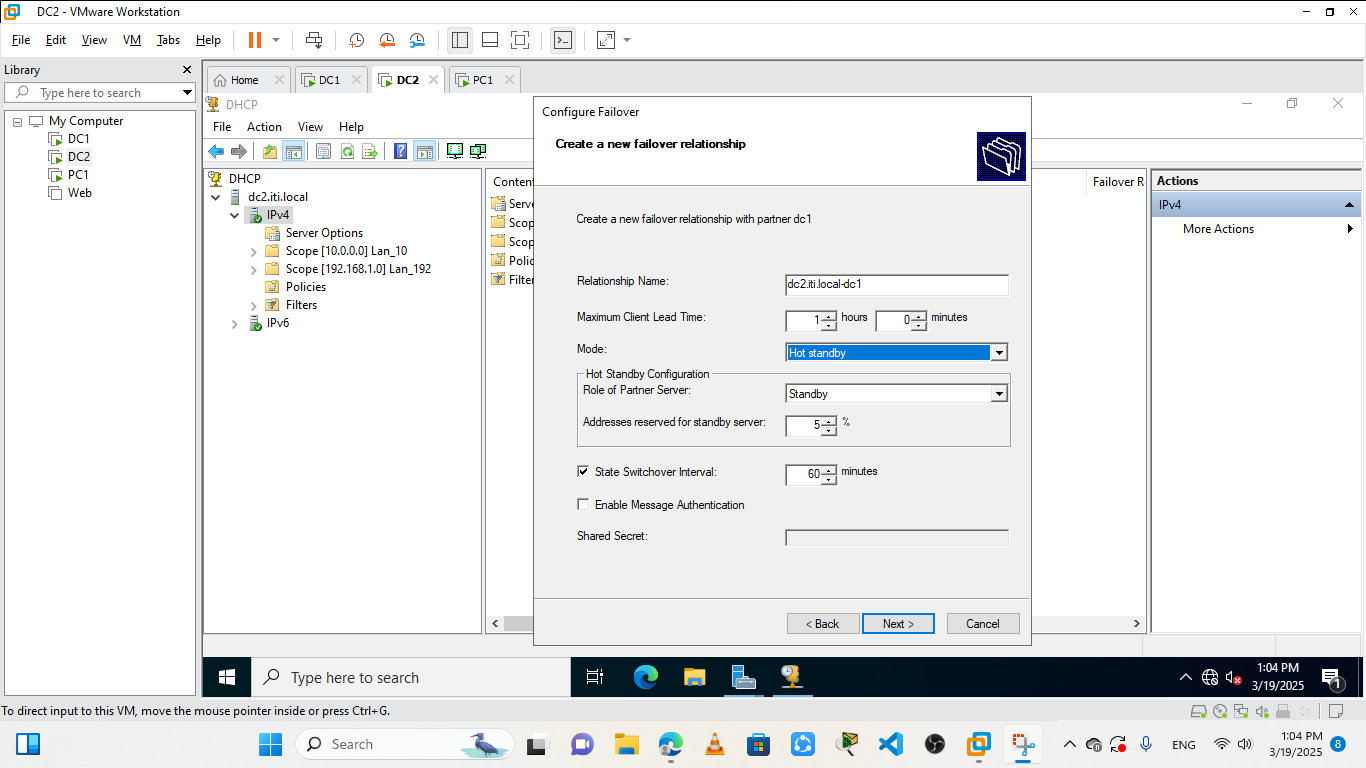 DC2 - VMware Workstation
File Edit View VM Tabs Help
Library
Type here to search
My Computer
DC1
DC2
PC1
Web
Home DC1 DC2 PC1
DHCP
File Action View Help
DHCP
dc2.iti.local
IPv4
Server Options
Scope [10.0.0.0] Lan_10
Scope [192.168.1.0] Lan_192
Policies
Filters
IPv6
Conten
Serve
Scop
Scop
Polic
Filter
Failover R
Actions
IPv4
More Actions
Configure Failover
Create a new failover relationship
Create a new failover relationship with partner dc1
Relationship Name: dc2.iti.local-dc1
Maximum Client Lead Time: 1 hours 0 minutes
Mode: Hot standby
Hot Standby Configuration
Role of Partner Server: Standby
Addresses reserved for standby server: 5 %
State Switchover Interval: 60 minutes
Enable Message Authentication
Shared Secret:
< Back Next > Cancel
Type here to search
1:04 PM
3/19/2025
1
To direct input to this VM, move the mouse pointer inside or press Ctrl+G.
Search
ENG
1:04 PM
3/19/2025
8